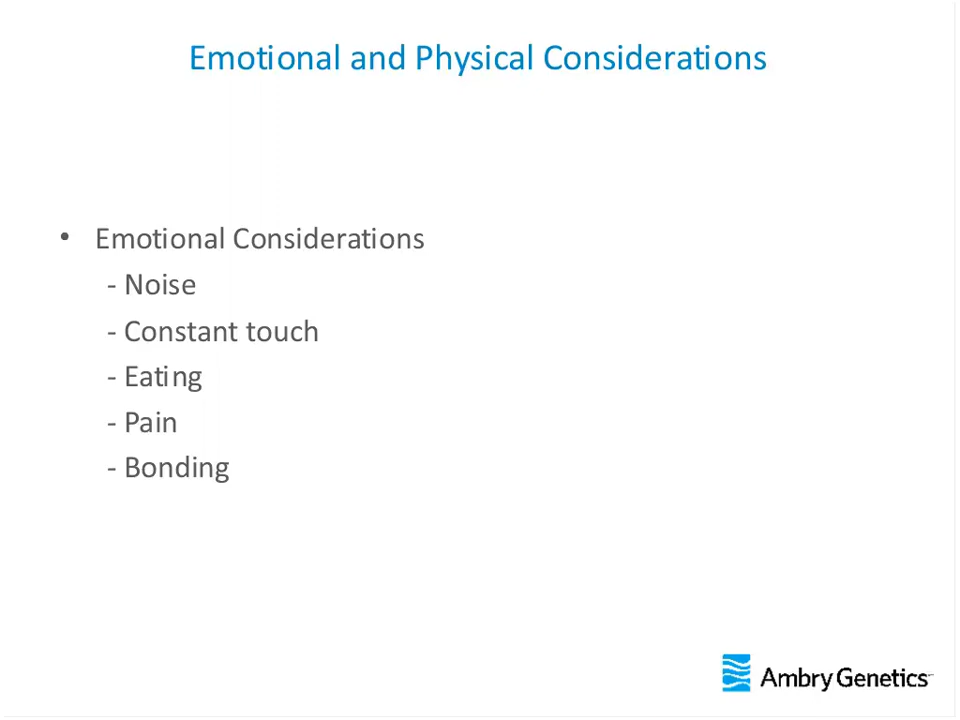 Emotional and Physical Considerations
• Emotional Considerations
- Noise
- Constant touch
- Eating
- Pain
- Bonding
Ambry Genetics